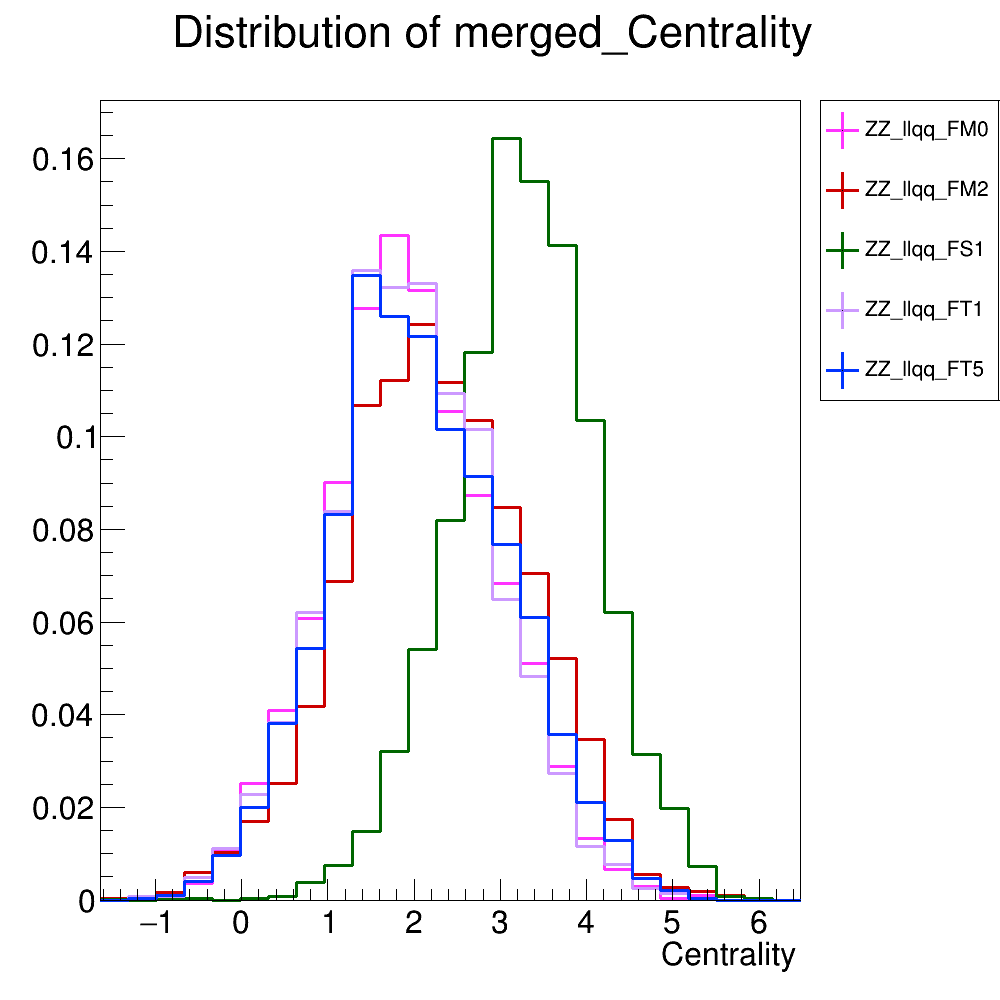 Distribution of merged_Centrality
0.16
0.14
0.12
0.1
0.08
0.06
0.04
0.02
0
−1 0 1 2 3 4 5 6
Centrality
ZZ_llqq_FM0
ZZ_llqq_FM2
ZZ_llqq_FS1
ZZ_llqq_FT1
ZZ_llqq_FT5